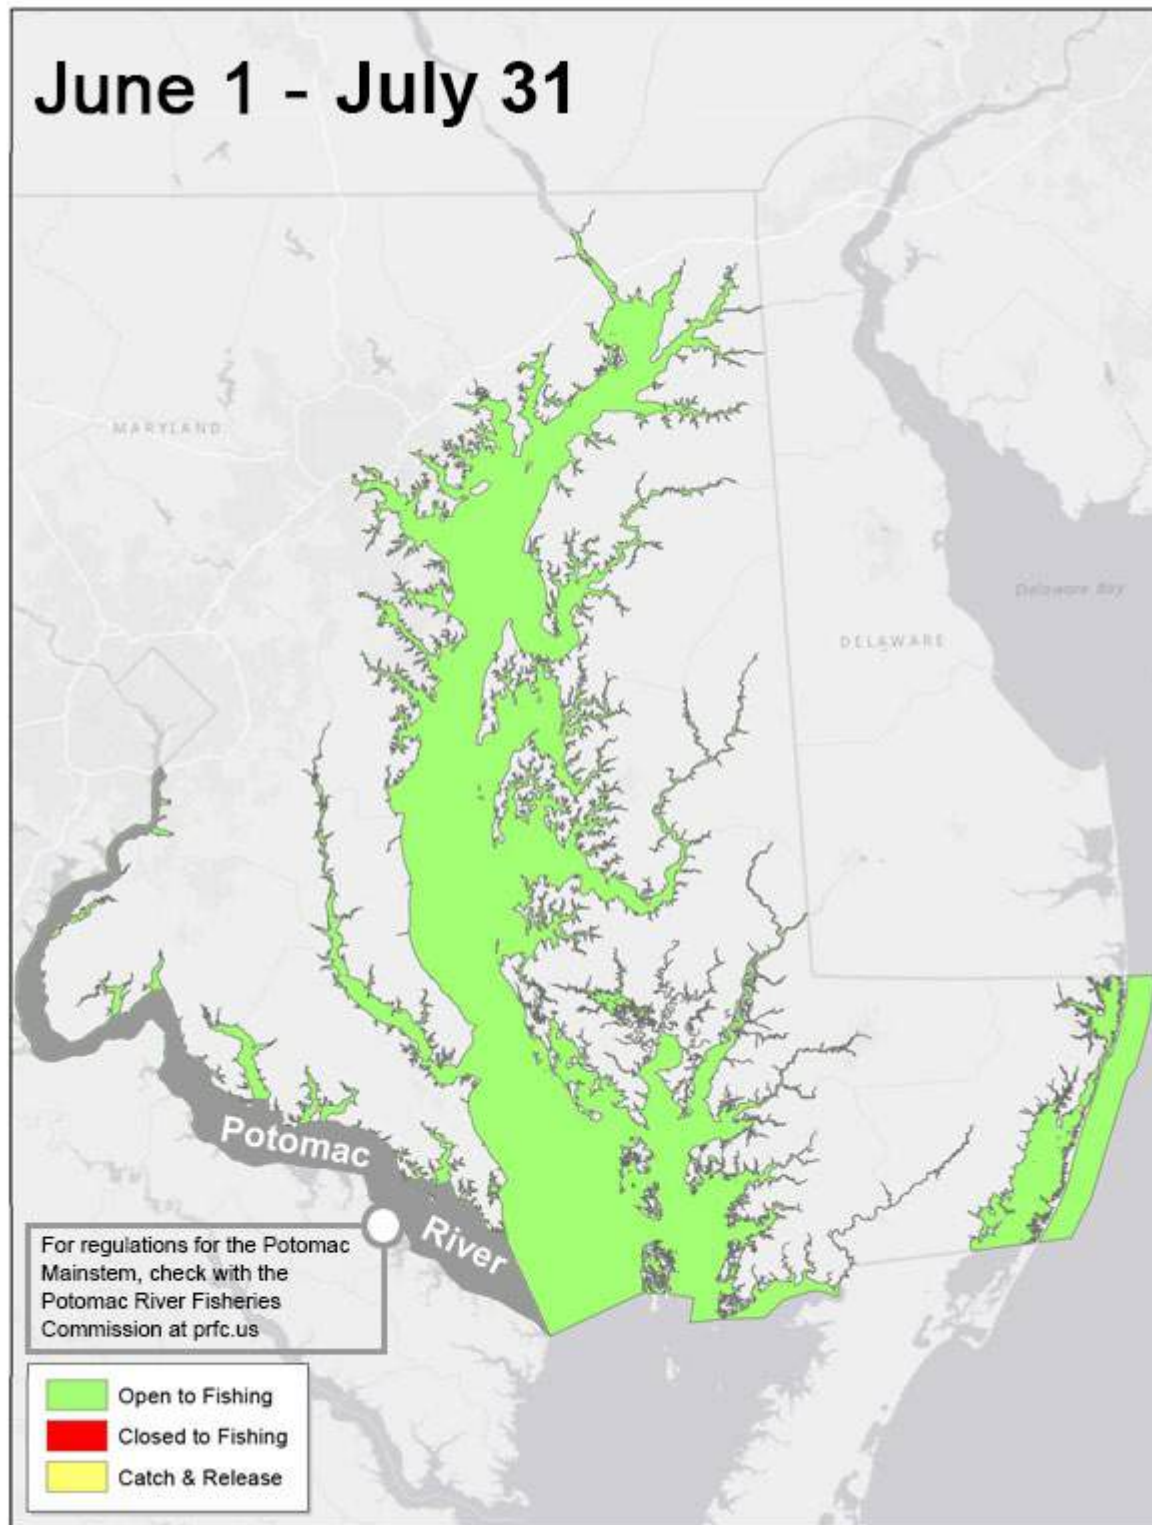 June 1 - July 31
MARYLAND
Delaware Bay
DELAWARE
Potomac
River
For regulations for the Potomac
Mainstem, check with the
Potomac River Fisheries
Commission at prfc.us
Open to Fishing
Closed to Fishing
Catch & Release